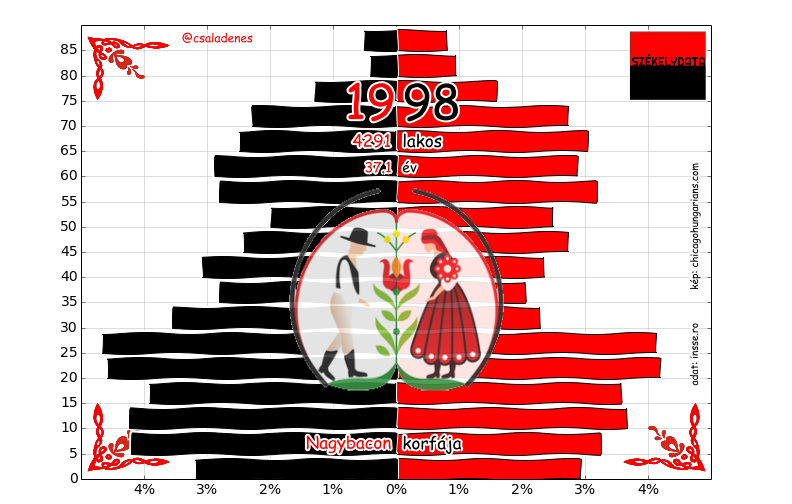 @csaladenes
SZÉKELYDATA
1998
4291 lakos
37.1 év
kép: chicagohungarians.com
adat: insse.ro
Nagybacon korfája
85
80
75
70
65
60
55
50
45
40
35
30
25
20
15
10
5
0
4% 3% 2% 1% 0% 1% 2% 3% 4%